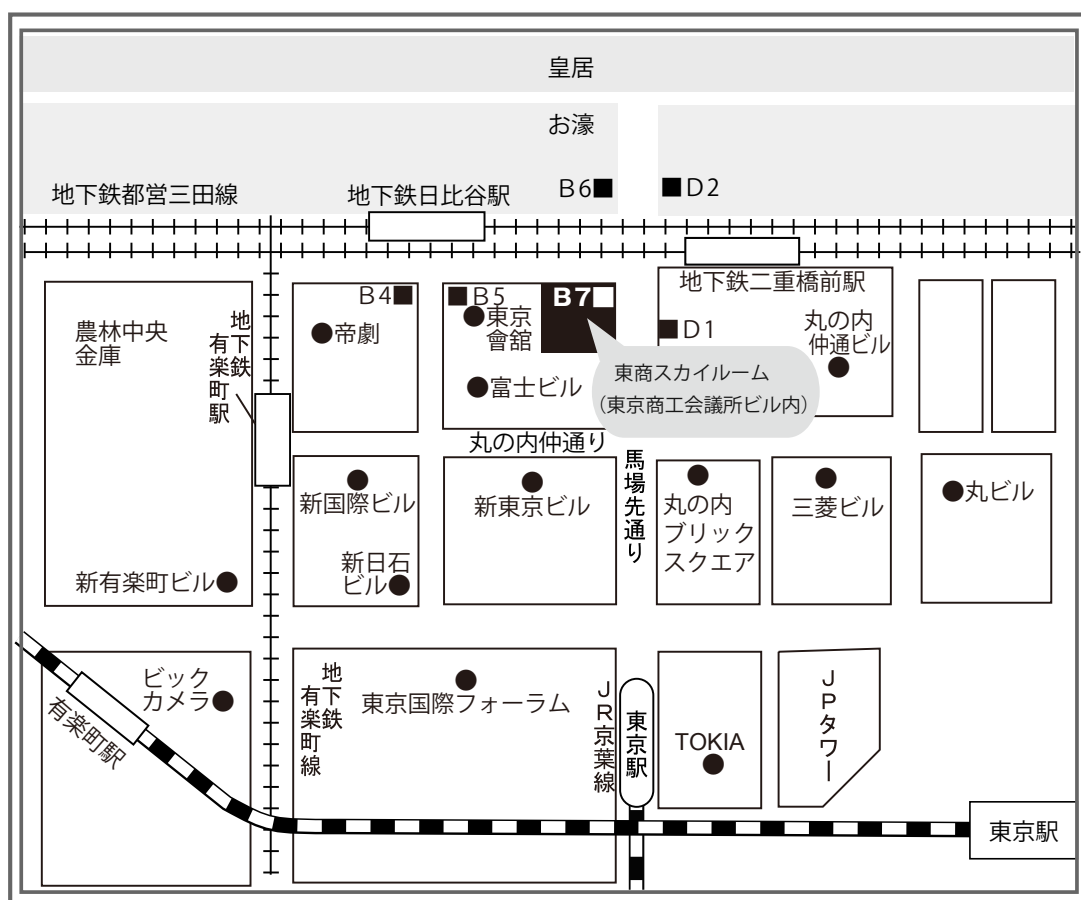 皇居
お濠
地下鉄都営三田線
地下鉄日比谷駅
B6
D2
地下鉄二重橋前駅
農林中央
金庫
地下鉄
有楽町駅
B4
帝劇
B5
東京
會舘
B7
富士ビル
D1
丸の内
仲通ビル
東商スカイルーム
(東京商工会議所ビル内)
丸の内仲通り
馬場先通り
新国際ビル
新東京ビル
丸の内
ブリック
スクエア
三菱ビル
丸ビル
新有楽町ビル
新日石
ビル
ビック
カメラ
有楽町駅
地下鉄
有楽町線
東京国際フォーラム
JR京葉線
東京駅
TOKIA
JPタワー
東京駅